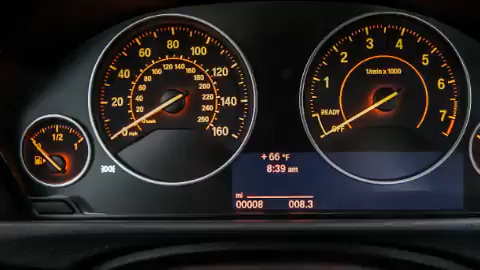 0 20 40 60 80 100 120 140 160
20 40 60 80 100 120 140 160 180 200 220 240 260
mph
km/h
1/2 1
1 2 3 4 5 6 7
1/min x 1000
READY
OFF
+ 66 °F
8:39 am
mi
00008 008.3